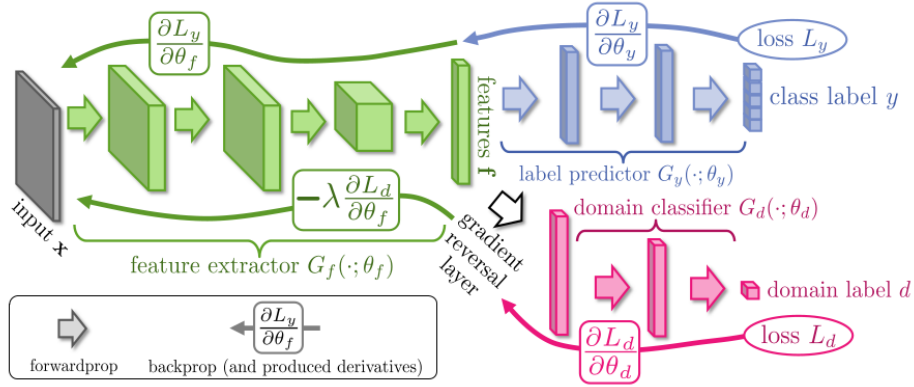 ∂L_y/∂θ_f
∂L_y/∂θ_y
loss L_y
features f
class label y
label predictor G_y(·; θ_y)
input x
−λ ∂L_d/∂θ_f
feature extractor G_f(·; θ_f)
gradient
reversal
layer
domain classifier G_d(·; θ_d)
domain label d
∂L_d/∂θ_d
loss L_d
forwardprop
∂L_y/∂θ_f
backprop (and produced derivatives)